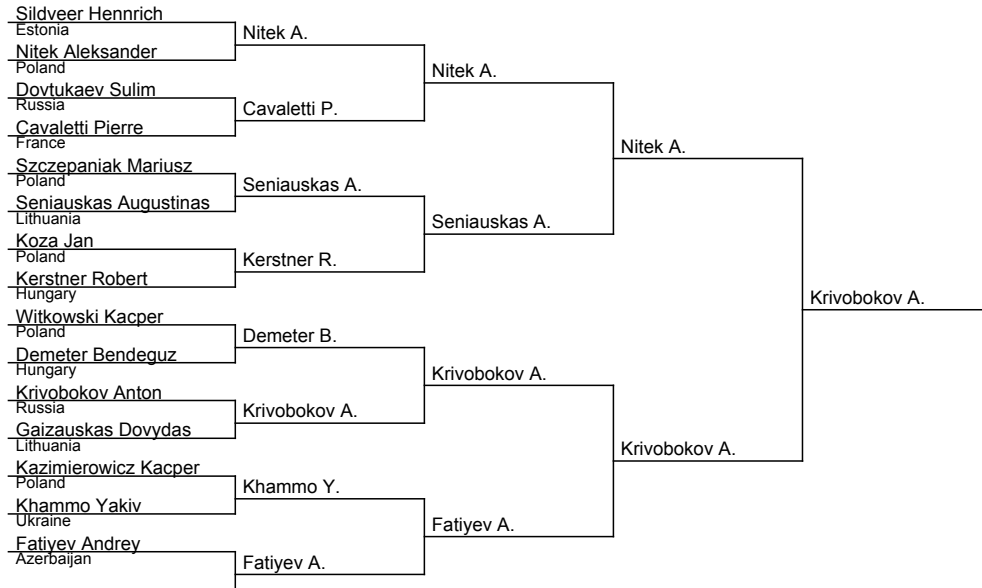 Sildveer Hennrich
Estonia
Nitek Aleksander
Poland
Dovtukaev Sulim
Russia
Cavaletti Pierre
France
Szczepaniak Mariusz
Poland
Seniauskas Augustinas
Lithuania
Koza Jan
Poland
Kerstner Robert
Hungary
Witkowski Kacper
Poland
Demeter Bendeguz
Hungary
Krivobokov Anton
Russia
Gaizauskas Dovydas
Lithuania
Kazimierowicz Kacper
Poland
Khammo Yakiv
Ukraine
Fatiyev Andrey
Azerbaijan
Nitek A.
Cavaletti P.
Seniauskas A.
Kerstner R.
Demeter B.
Krivobokov A.
Khammo Y.
Fatiyev A.
Nitek A.
Seniauskas A.
Krivobokov A.
Fatiyev A.
Nitek A.
Krivobokov A.
Krivobokov A.